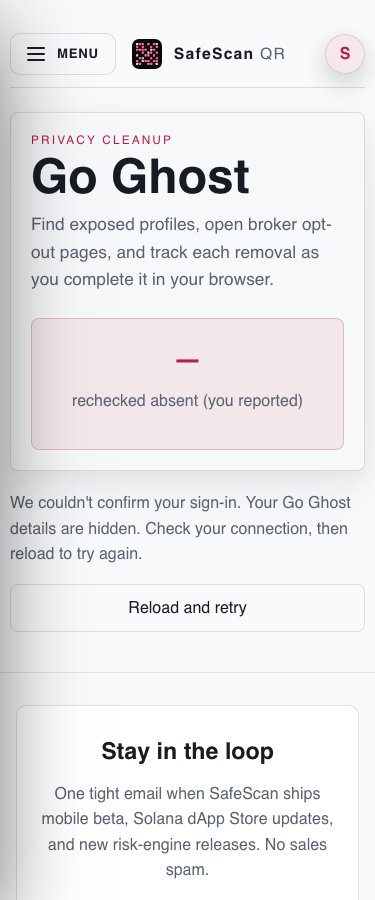 MENU
SafeScan QR
S
PRIVACY CLEANUP
Go Ghost
Find exposed profiles, open broker opt-
out pages, and track each removal as
you complete it in your browser.
—
rechecked absent (you reported)
We couldn't confirm your sign-in. Your Go Ghost
details are hidden. Check your connection, then
reload to try again.
Reload and retry
Stay in the loop
One tight email when SafeScan ships
mobile beta, Solana dApp Store updates,
and new risk-engine releases. No sales
spam.